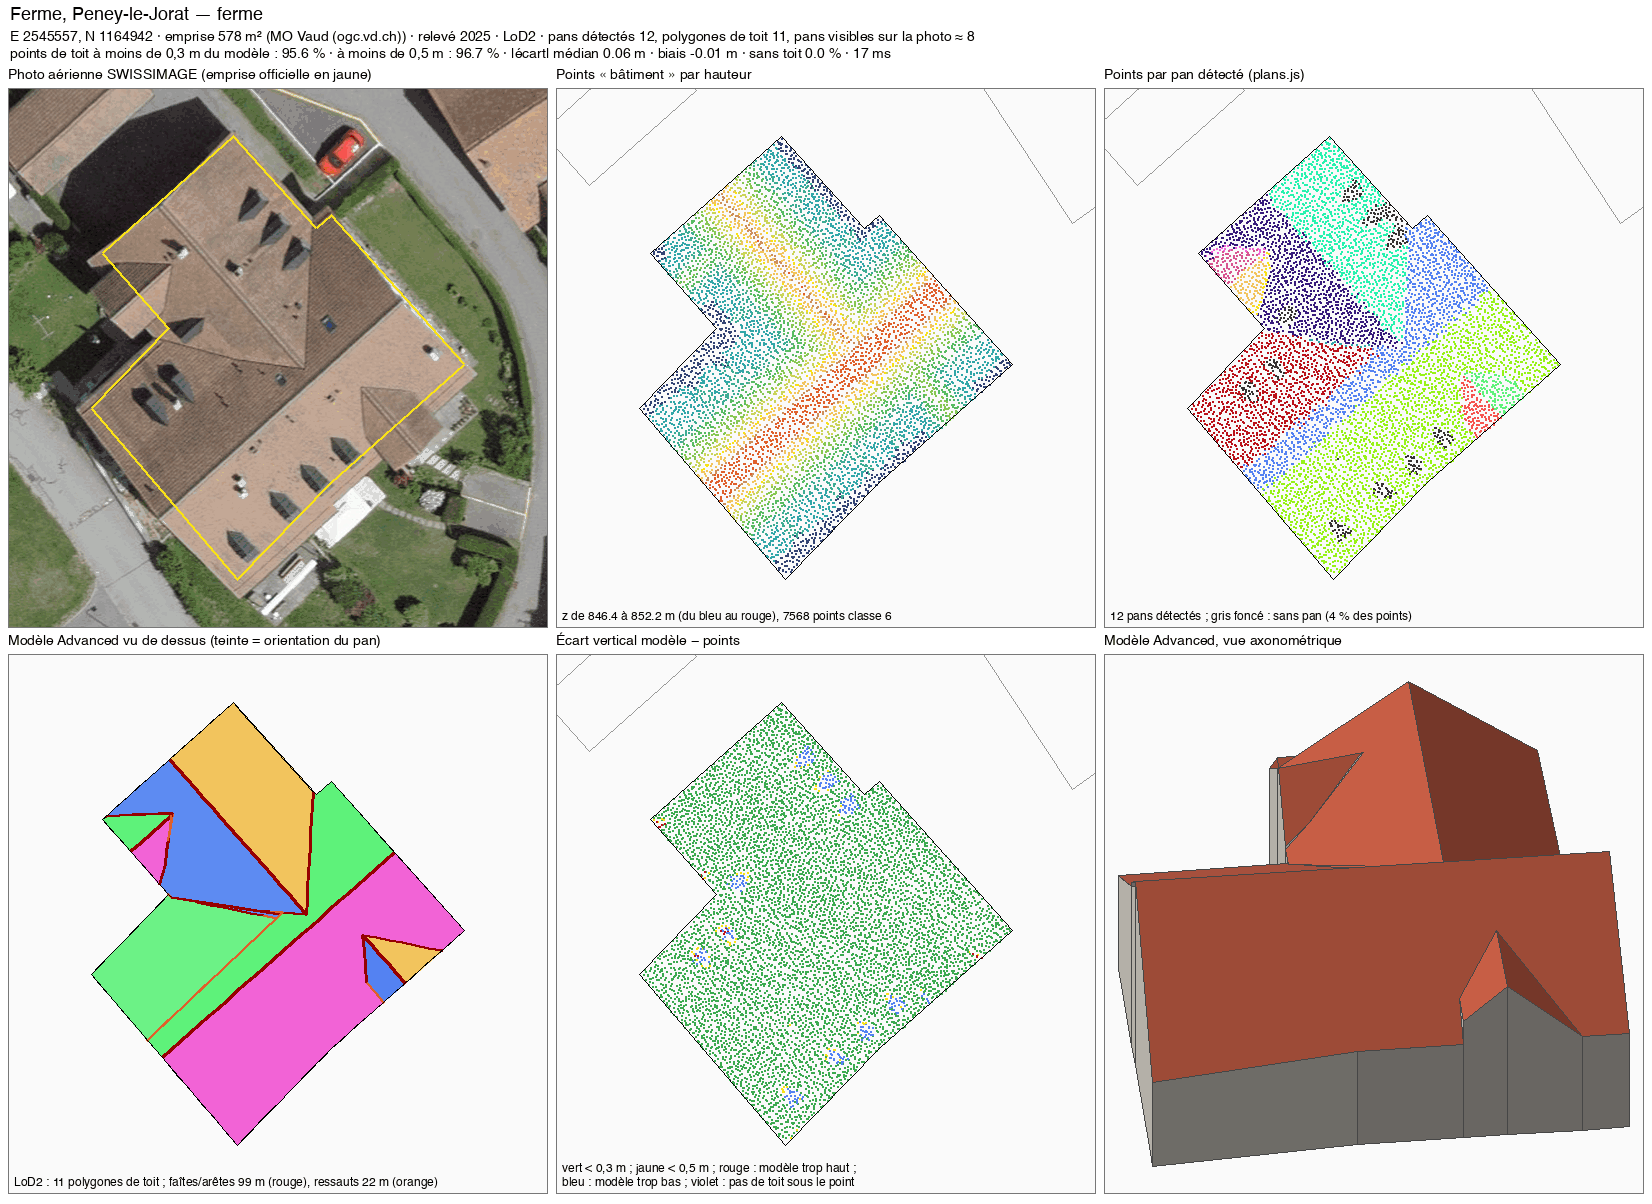 Ferme, Peney-le-Jorat — ferme
E 2545557, N 1164942 · emprise 578 m² (MO Vaud (ogc.vd.ch)) · relevé 2025 · LoD2 · pans détectés 12, polygones de toit 11, pans visibles sur la photo ≈ 8
points de toit à moins de 0,3 m du modèle : 95.6 % · à moins de 0,5 m : 96.7 % · |écart| médian 0.06 m · biais -0.01 m · sans toit 0.0 % · 17 ms
Photo aérienne SWISSIMAGE (emprise officielle en jaune)
Points « bâtiment » par hauteur
Points par pan détecté (plans.js)
z de 846.4 à 852.2 m (du bleu au rouge), 7568 points classe 6
12 pans détectés ; gris foncé : sans pan (4 % des points)
Modèle Advanced vu de dessus (teinte = orientation du pan)
Écart vertical modèle − points
Modèle Advanced, vue axonométrique
LoD2 : 11 polygones de toit ; faîtes/arêtes 99 m (rouge), ressauts 22 m (orange)
vert < 0,3 m ; jaune < 0,5 m ; rouge : modèle trop haut ;
bleu : modèle trop bas ; violet : pas de toit sous le point